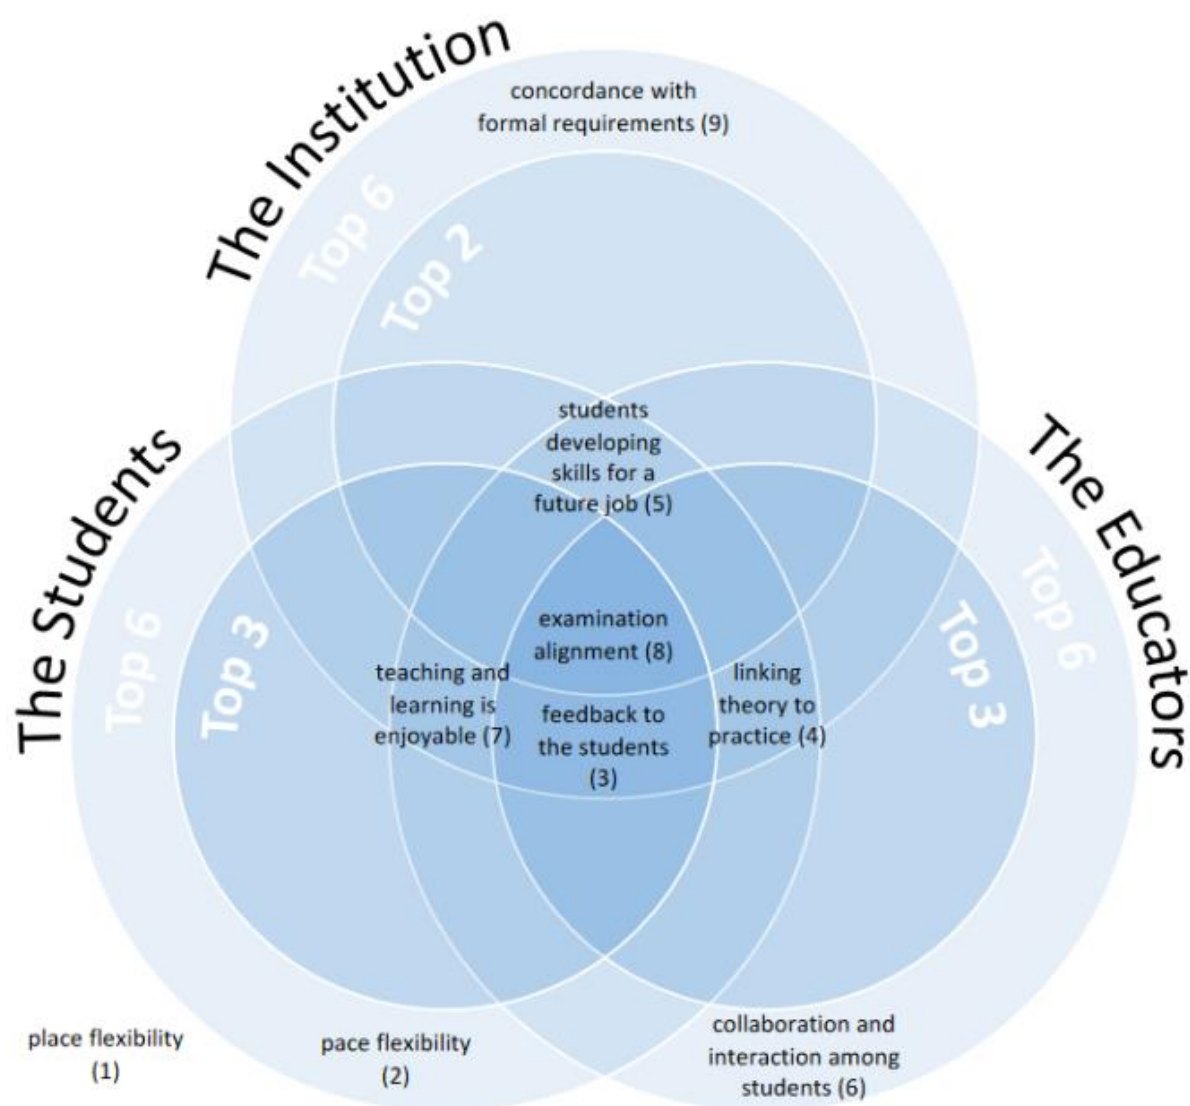 The Institution
concordance with
formal requirements (9)
Top 6
Top 2
The Students
students
developing
skills for a
future job (5)
The Educators
Top 6
Top 3
examination
alignment (8)
teaching and
learning is
enjoyable (7)
feedback to
the students
(3)
linking
theory to
practice (4)
Top 3
Top 6
place flexibility
(1)
pace flexibility
(2)
collaboration and
interaction among
students (6)